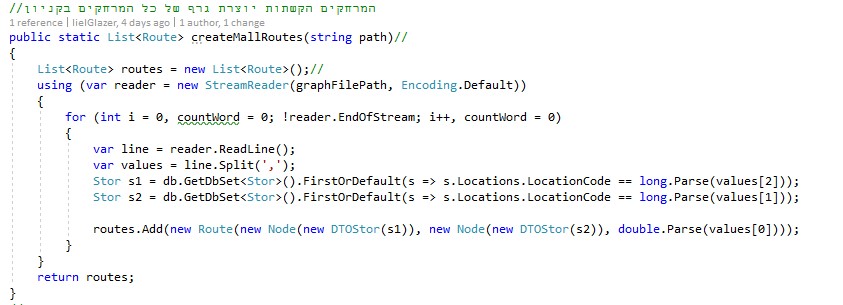 //המרחקים הקשתות יוצרת גרף של כל המרחקים בקניון
1 reference | lielGlazer, 4 days ago | 1 author, 1 change
public static List<Route> createMallRoutes(string path)//
{
List<Route> routes = new List<Route>();//
using (var reader = new StreamReader(graphFilePath, Encoding.Default))
{
for (int i = 0, countWord = 0; !reader.EndOfStream; i++, countWord = 0)
{
var line = reader.ReadLine();
var values = line.Split(',');
Stor s1 = db.GetDbSet<Stor>().FirstOrDefault(s => s.Locations.LocationCode == long.Parse(values[2]));
Stor s2 = db.GetDbSet<Stor>().FirstOrDefault(s => s.Locations.LocationCode == long.Parse(values[1]));
routes.Add(new Route(new Node(new DTOStor(s1)), new Node(new DTOStor(s2)), double.Parse(values[0])));
}
}
return routes;
}